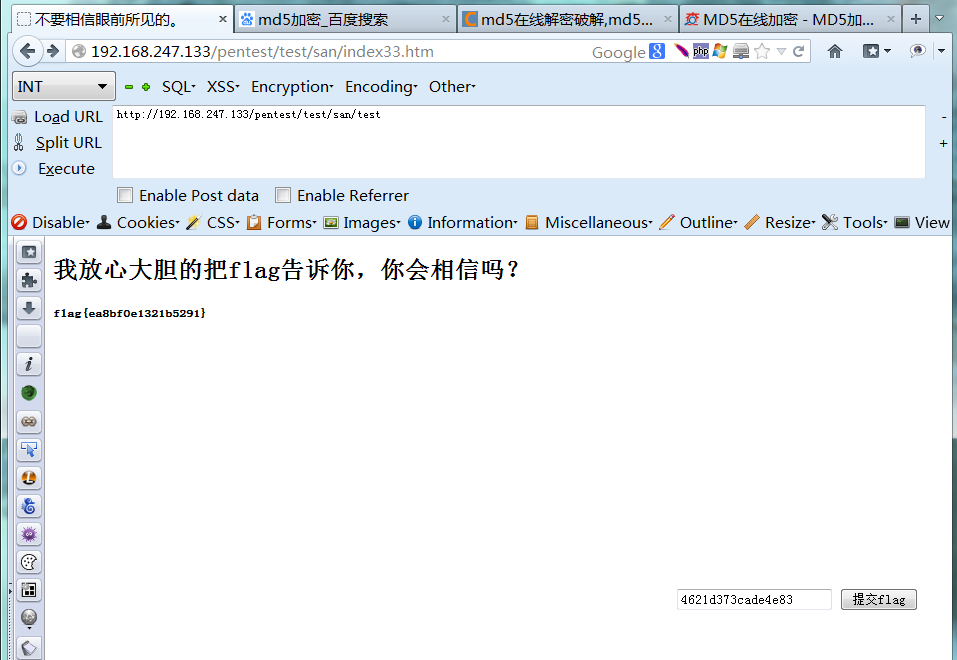 不要相信眼前所见的。 × md5加密_百度搜索 × md5在线解密破解,md5... × MD5在线加密 - MD5加... × +
192.168.247.133/pentest/test/san/index33.htm Google 8 php
INT SQL XSS Encryption Encoding Other
Load URL http://192.168.247.133/pentest/test/san/test -
Split URL +
Execute
Enable Post data Enable Referrer
Disable Cookies CSS Forms Images Information Miscellaneous Outline Resize Tools View
我放心大胆的把flag告诉你，你会相信吗？
flag{ea8bf0e1321b5291}
4621d373cade4e83 提交flag